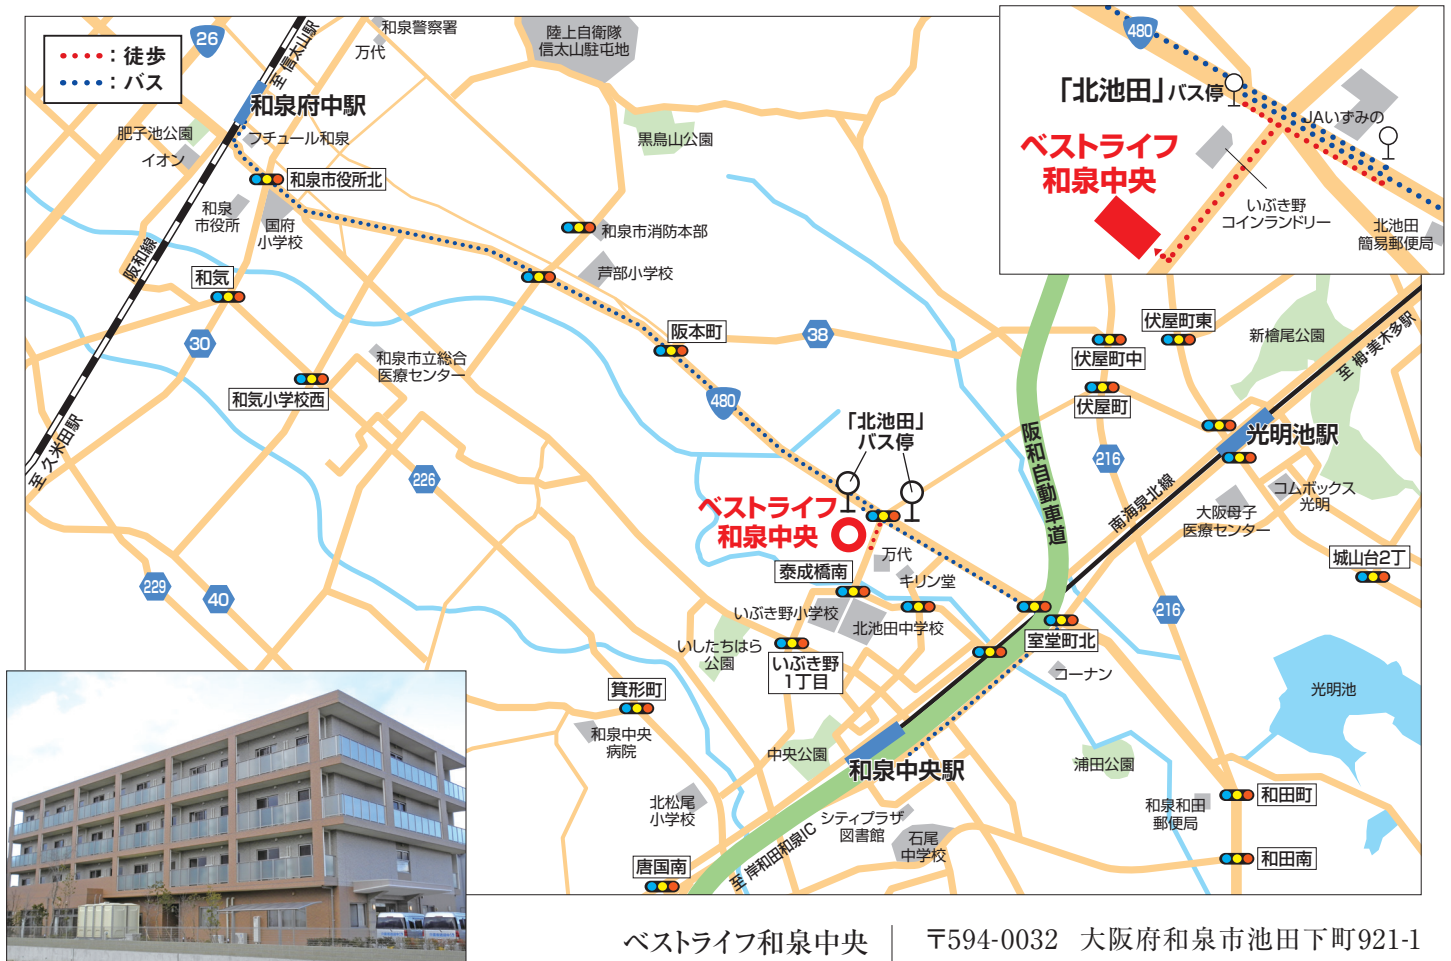 ：徒歩
：バス
26
至 信太山駅
和泉府中駅
和泉警察署
万代
陸上自衛隊
信太山駐屯地
肥子池公園
イオン
フチュール和泉
和泉市役所北
和泉
市役所
国府
小学校
黒鳥山公園
和泉市消防本部
芦部小学校
阪和線
和気
30
和気小学校西
和泉市立総合
医療センター
阪本町
38
480
至 久米田駅
226
229
40
「北池田」
バス停
ベストライフ
和泉中央
万代
キリン堂
泰成橋南
いぶき野小学校
北池田中学校
いしたちはら
公園
いぶき野
1丁目
箕形町
和泉中央
病院
中央公園
和泉中央駅
北松尾
小学校
唐国南
シティプラザ
図書館
石尾
中学校
至 岸和田和泉IC
480
「北池田」バス停
JAいずみの
ベストライフ
和泉中央
いぶき野
コインランドリー
北池田
簡易郵便局
伏屋町東
伏屋町中
伏屋町
新檜尾公園
至 栂・美木多駅
光明池駅
阪和自動車道
216
南海泉北線
コムボックス
光明
大阪母子
医療センター
城山台2丁
216
室堂町北
コーナン
光明池
浦田公園
和泉和田
郵便局
和田町
和田南
ベストライフ和泉中央
〒594-0032 大阪府和泉市池田下町921-1